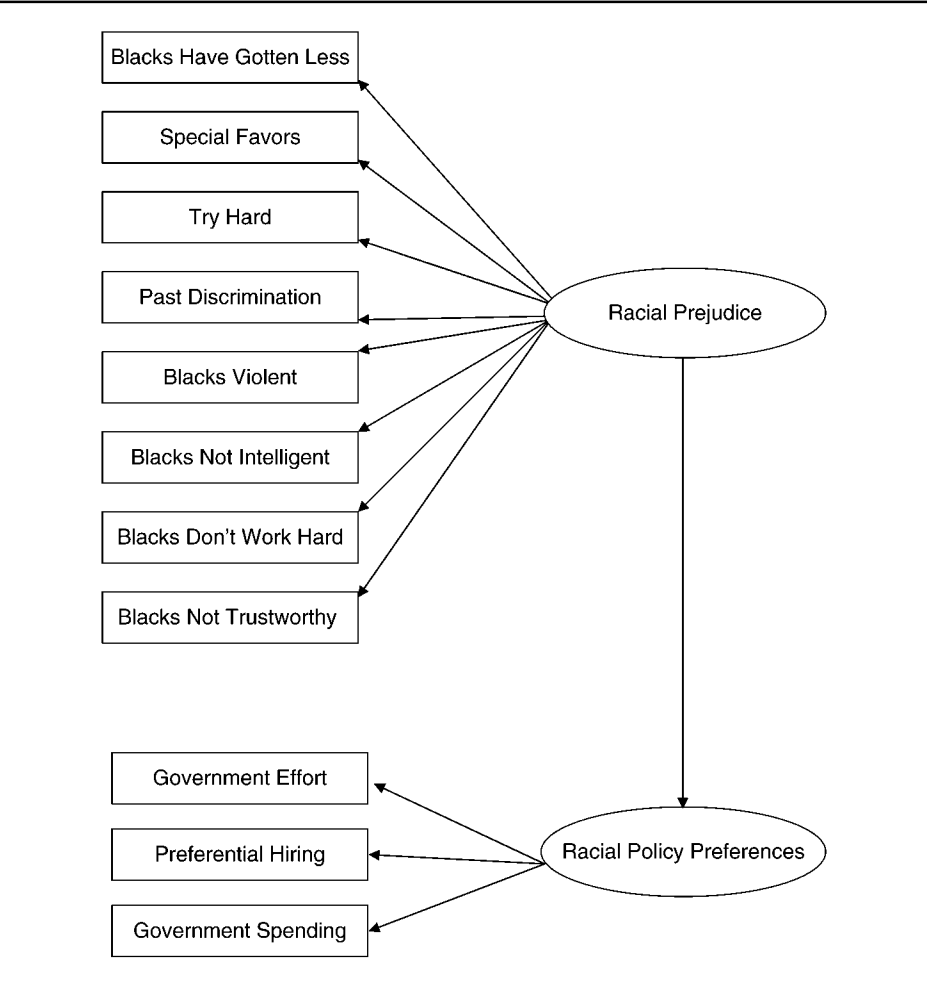 Blacks Have Gotten Less
Special Favors
Try Hard
Past Discrimination
Racial Prejudice
Blacks Violent
Blacks Not Intelligent
Blacks Don't Work Hard
Blacks Not Trustworthy
Government Effort
Preferential Hiring
Racial Policy Preferences
Government Spending